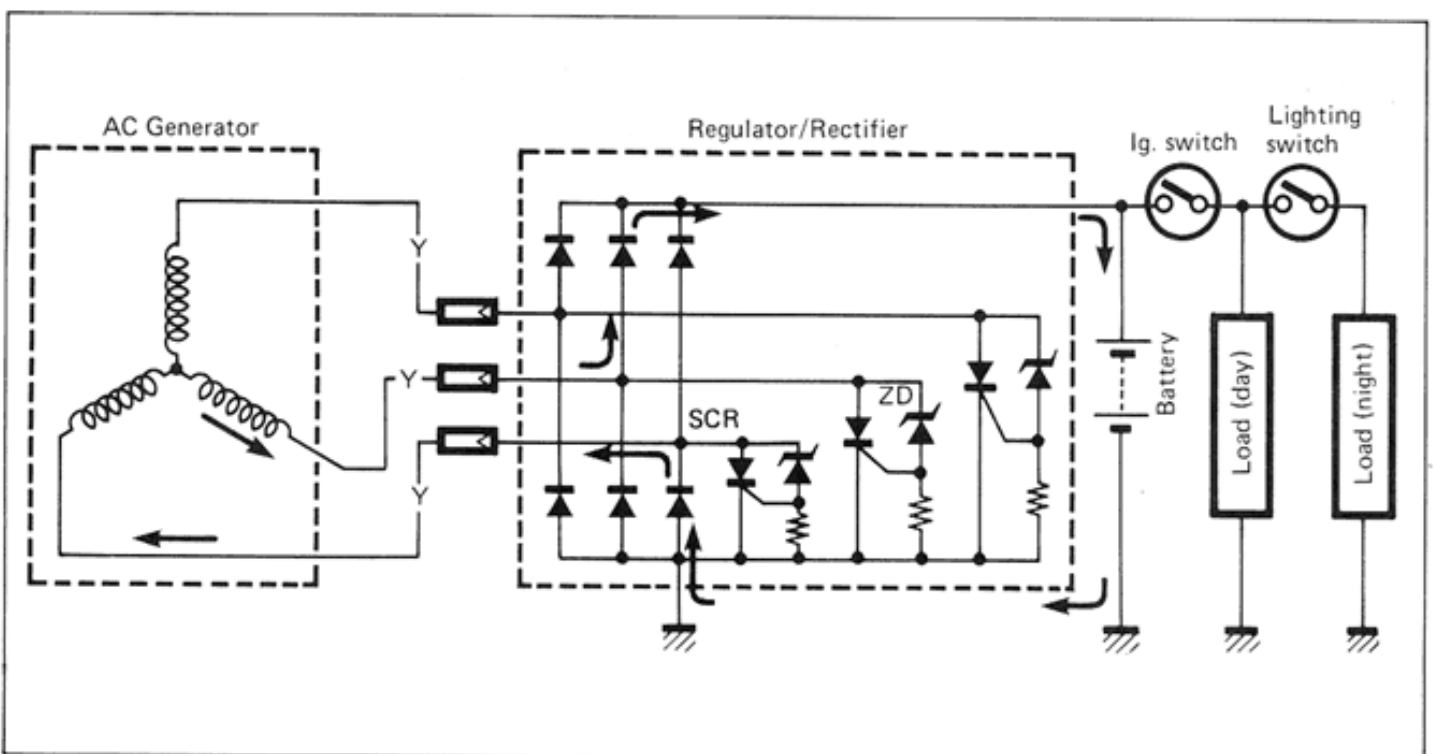 AC Generator
Regulator/Rectifier
Ig. switch
Lighting
switch
Y
Y
Y
SCR
ZD
Battery
Load (day)
Load (night)